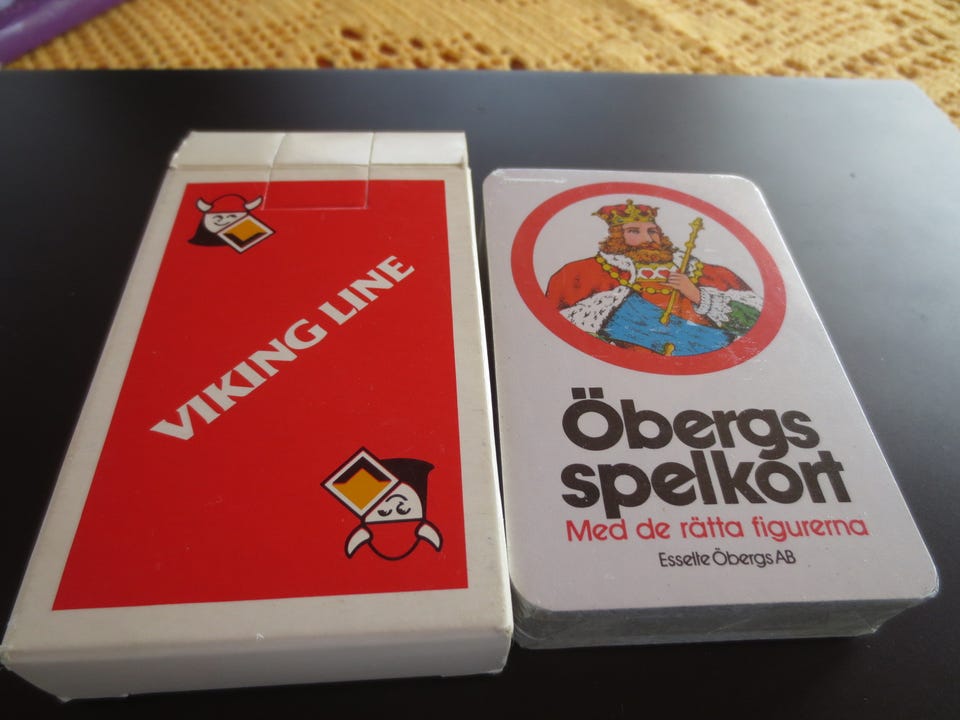 VIKING LINE
Öbergs
spelkort
Med de rätta figurerna
Esselte Öbergs AB